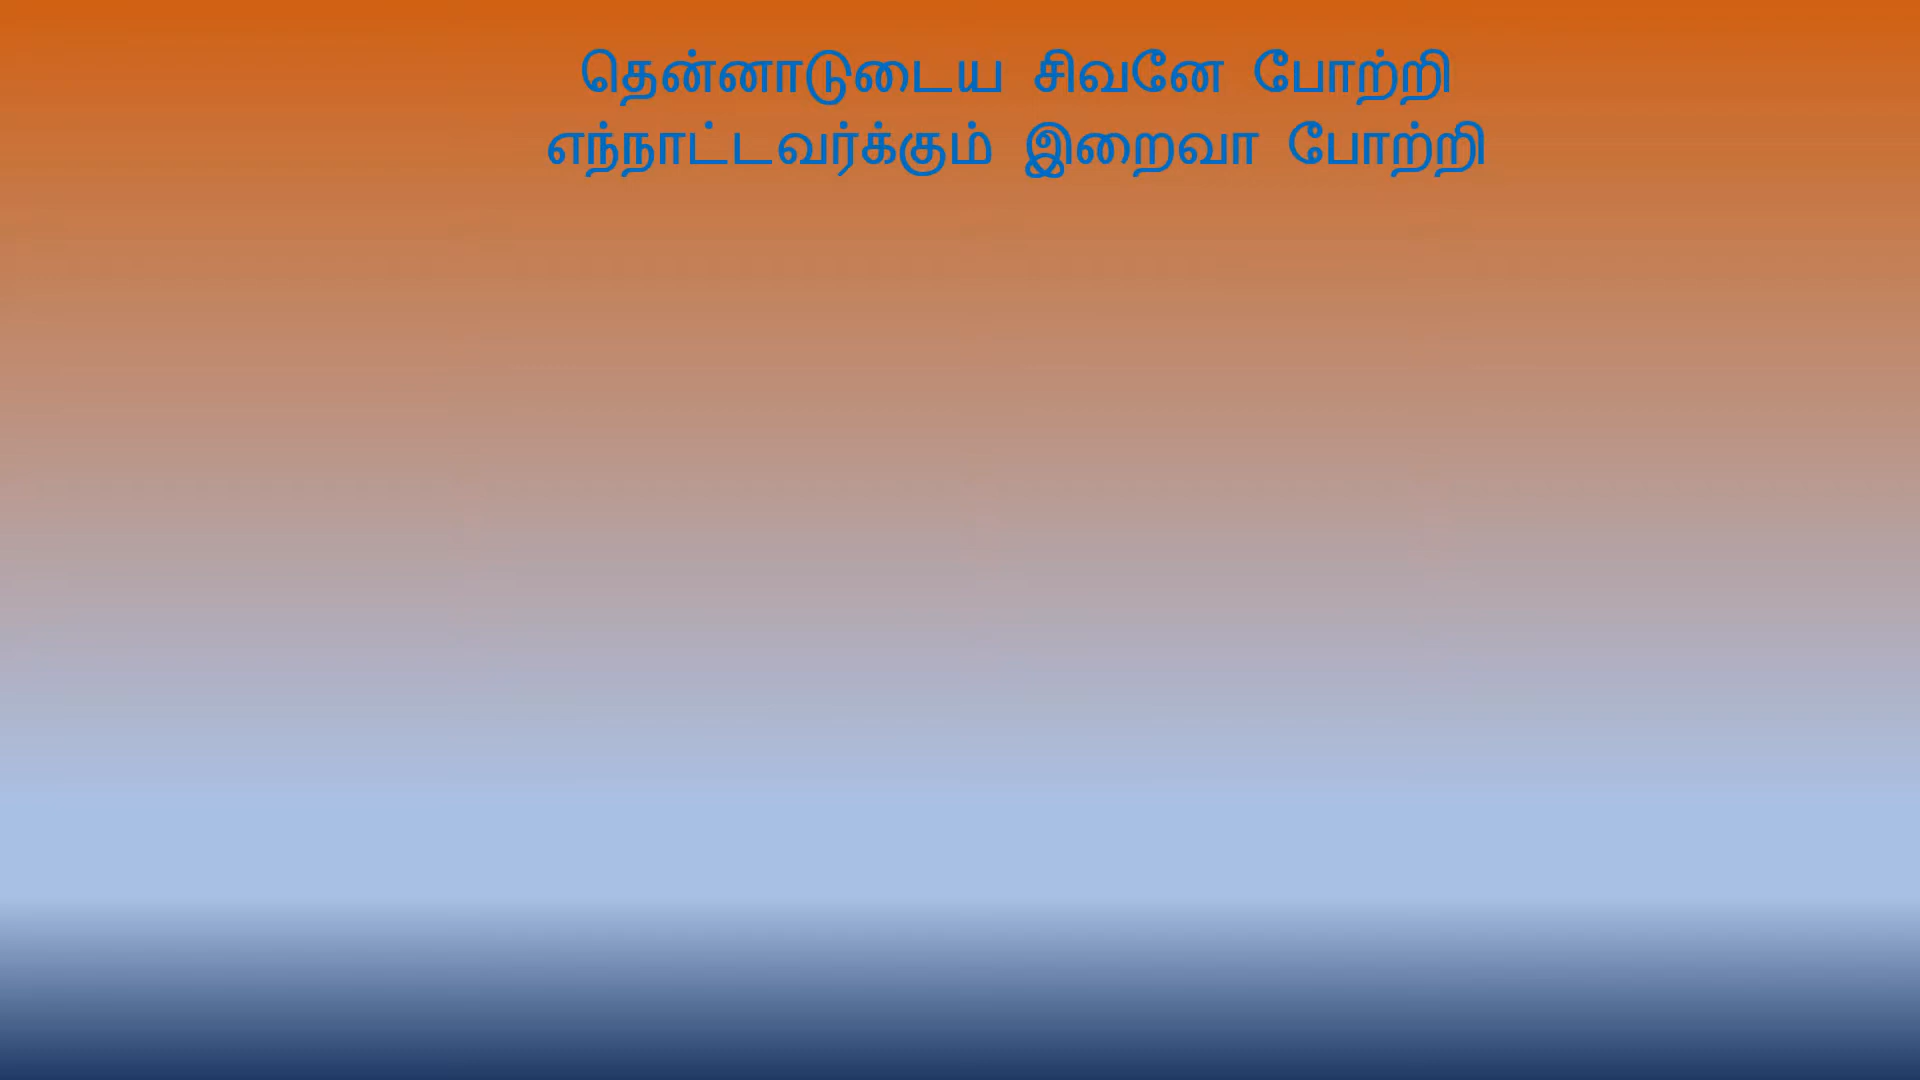 தென்னாடுடைய சிவனே போற்றி
எந்நாட்டவர்க்கும் இறைவா போற்றி